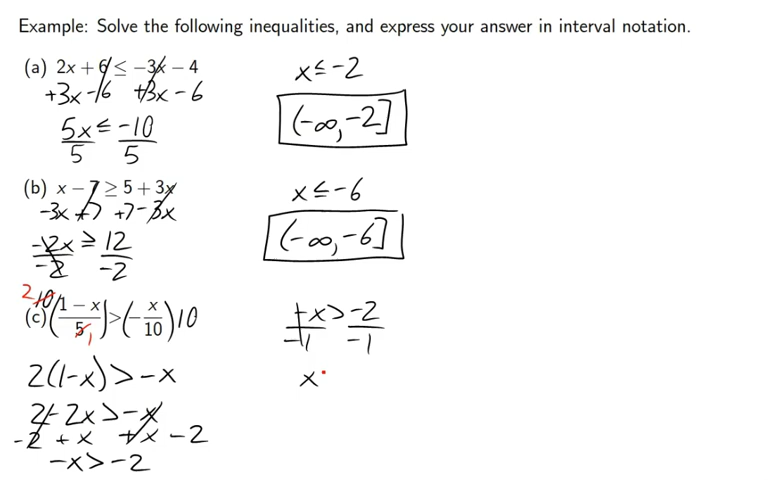 Example: Solve the following inequalities, and express your answer in interval notation.
(a) 2x + 6 ≤ −3x − 4
+3x −6 +3x − 6
5x ≤ −10
5 5
x ≤ −2
(−∞, −2]
(b) x − 7 ≥ 5 + 3x
−3x +7 +7 −3x
−2x ≥ 12
−2 −2
x ≤ −6
(−∞, −6]
2 10
(c) ((1 − x)/5) > (− x/10) 10
1
2(1−x) > −x
2 − 2x > −x
−2 + x +x − 2
−x > −2
−x > −2
−1 −1
x